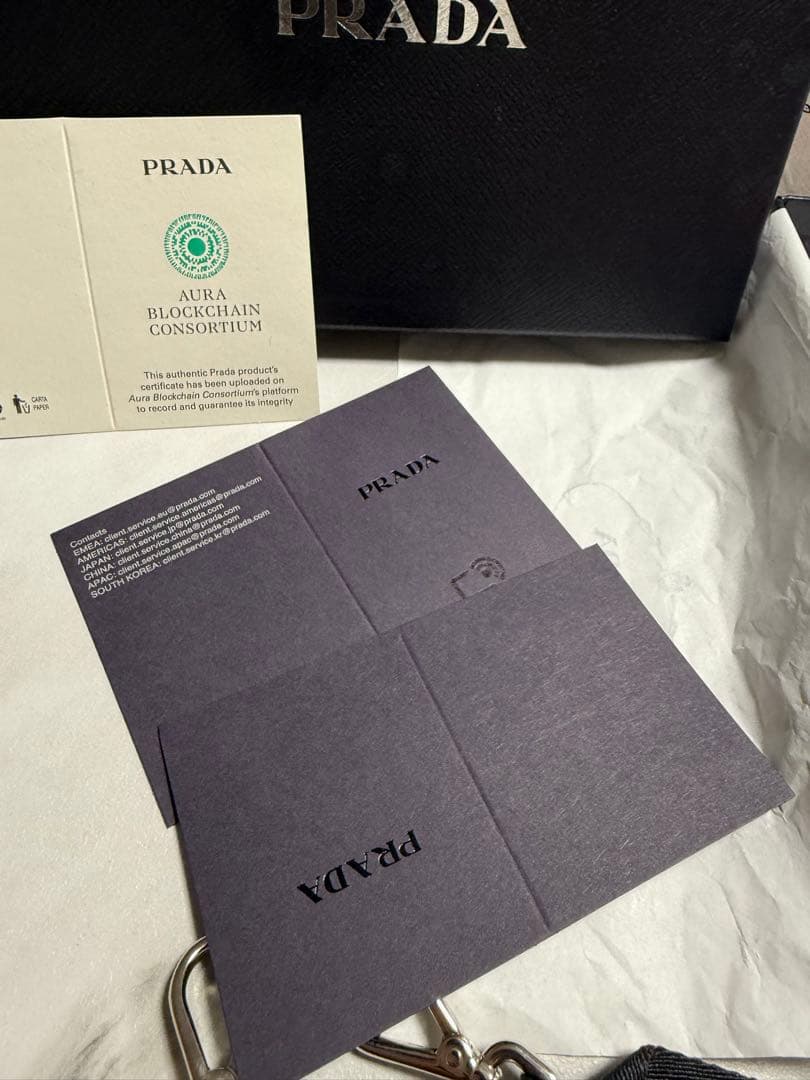 PRADA
PRADA
AURA
BLOCKCHAIN
CONSORTIUM
This authentic Prada product's
certificate has been uploaded on
Aura Blockchain Consortium's platform
to record and guarantee its integrity
CARTA
PAPER
PRADA
Contacts
EMEA: client.service.eu@prada.com
AMERICAS: client.service.americas@prada.com
JAPAN: client.service.jp@prada.com
CHINA: client.service.china@prada.com
APAC: client.service.apac@prada.com
SOUTH KOREA: client.service.kr@prada.com
PRADA